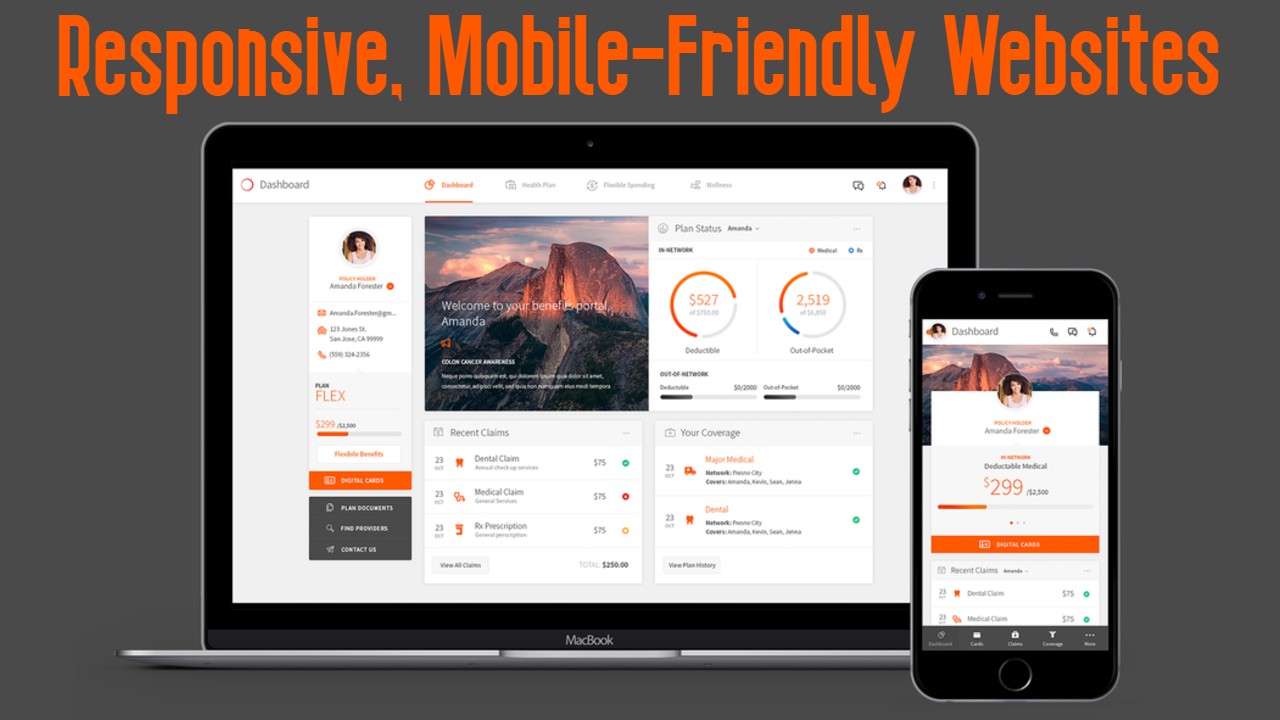 Responsive, Mobile-Friendly Websites
Dashboard
Dashboard
Health Plan
Flexible Spending
Wellness
POLICY HOLDER
Amanda Forester
Amanda.Forester@gm...
123 Jones St.
San Jose, CA 99999
(559) 324-2356
PLAN
FLEX
$299 /$2,500
Flexibile Benefits
DIGITAL CARDS
PLAN DOCUMENTS
FIND PROVIDERS
CONTACT US
Welcome to your benefits portal,
Amanda
COLON CANCER AWARENESS
Neque porro quisquam est, qui dolorem ipsum quia dolor sit amet,
consectetur, adipisci velit, sed quia non numquam eius modi tempora
Plan Status Amanda
IN-NETWORK
Medical
Rx
$527
of $750.00
Deductible
2,519
of $6,850
Out-of-Pocket
OUT-OF-NETWORK
Deductible $0/2000
Out-of-Pocket $0/2000
Recent Claims ...
23 OCT
Dental Claim
Annual check up services
$75
23 OCT
Medical Claim
General Services
$75
23 OCT
Rx Prescription
General perscription
$75
View All Claims
TOTAL: $250.00
Your Coverage ...
23 OCT
Major Medical
Network: Fresno City
Covers: Amanda, Kevin, Sean, Jenna
23 OCT
Dental
Network: Fresno City
Covers: Amanda, Kevin, Sean, Jenna
View Plan History
MacBook
Dashboard
POLICY HOLDER
Amanda Forester
IN-NETWORK
Deductable Medical
$299 /$2,500
DIGITAL CARDS
Recent Claims Amanda ...
23 OCT
Dental Claim
$75
23
Medical Claim
$75
Dashboard
Cards
Claims
Coverage
More